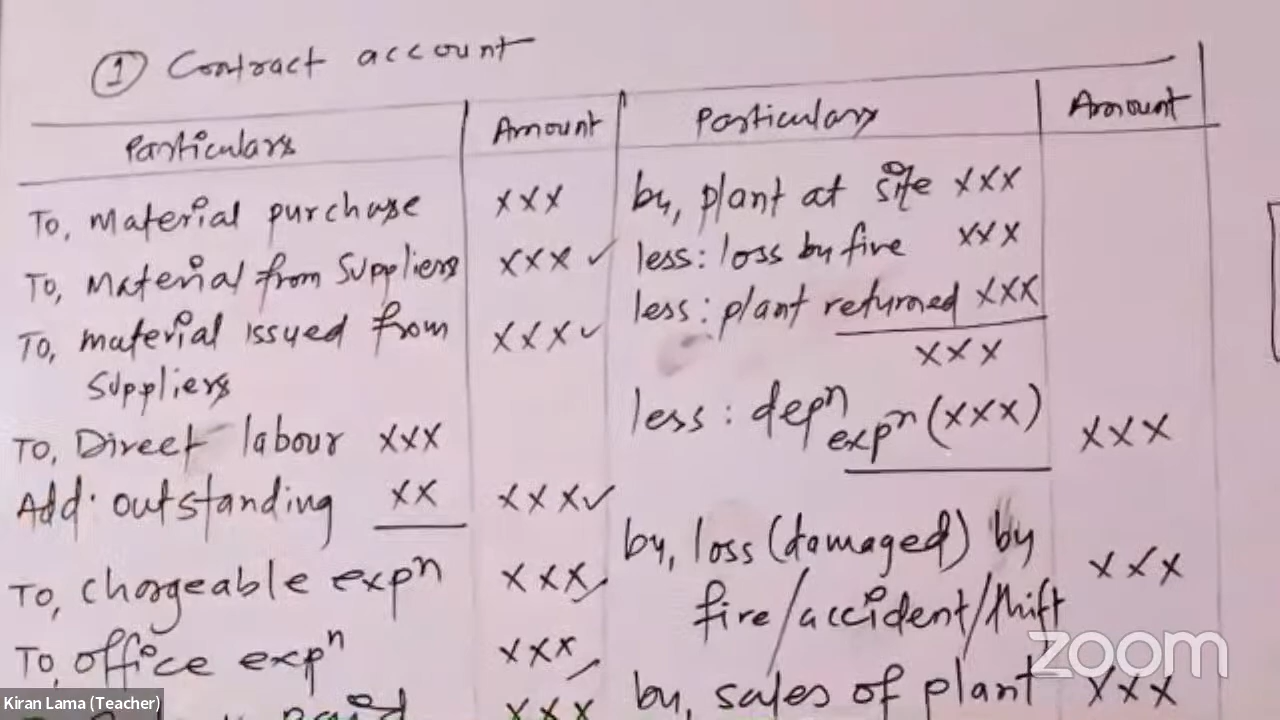 ① Contract account
Particulars Amount Particulars Amount
To, Material purchase XXX
To, Material from Suppliers XXX ✓
To, material issued from XXX ✓
Suppliers
To, Direct labour XXX
Add: outstanding XX XXX ✓
To, chargeable expⁿ XXX
To, office expⁿ XXX
paid XXX
by, plant at site XXX
less: loss by fire XXX
less: plant returned XXX
XXX
less: depⁿ
expⁿ (XXX) XXX
by, loss (damaged) by
fire/accident/thift XXX
by, sales of plant XXX
zoom
Kiran Lama (Teacher)